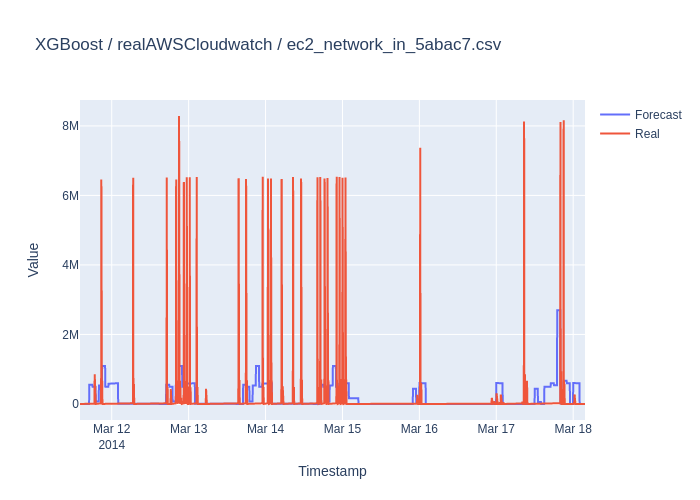 XGBoost / realAWSCloudwatch / ec2_network_in_5abac7.csv
Forecast
Real
8M
6M
4M
2M
0
Value
Mar 12
2014
Mar 13
Mar 14
Mar 15
Mar 16
Mar 17
Mar 18
Timestamp